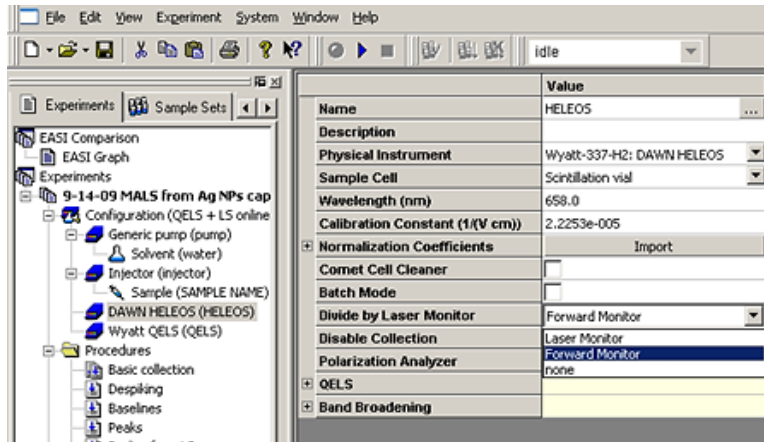 File Edit View Experiment System Window Help
idle
Experiments Sample Sets
EASI Comparison
EASI Graph
Experiments
9-14-09 MALS from Ag NPs cap
Configuration (QELS + LS online
Generic pump (pump)
Solvent (water)
Injector (injector)
Sample (SAMPLE NAME)
DAWN HELEOS (HELEOS)
Wyatt QELS (QELS)
Procedures
Basic collection
Despiking
Baselines
Peaks
Value
Name HELEOS ...
Description
Physical Instrument Wyatt-337-H2: DAWN HELEOS
Sample Cell Scintillation vial
Wavelength (nm) 658.0
Calibration Constant (1/(V cm)) 2.2253e-005
Normalization Coefficients Import
Comet Cell Cleaner
Batch Mode
Divide by Laser Monitor Forward Monitor
Disable Collection Laser Monitor
Forward Monitor
Polarization Analyzer none
QELS
Band Broadening